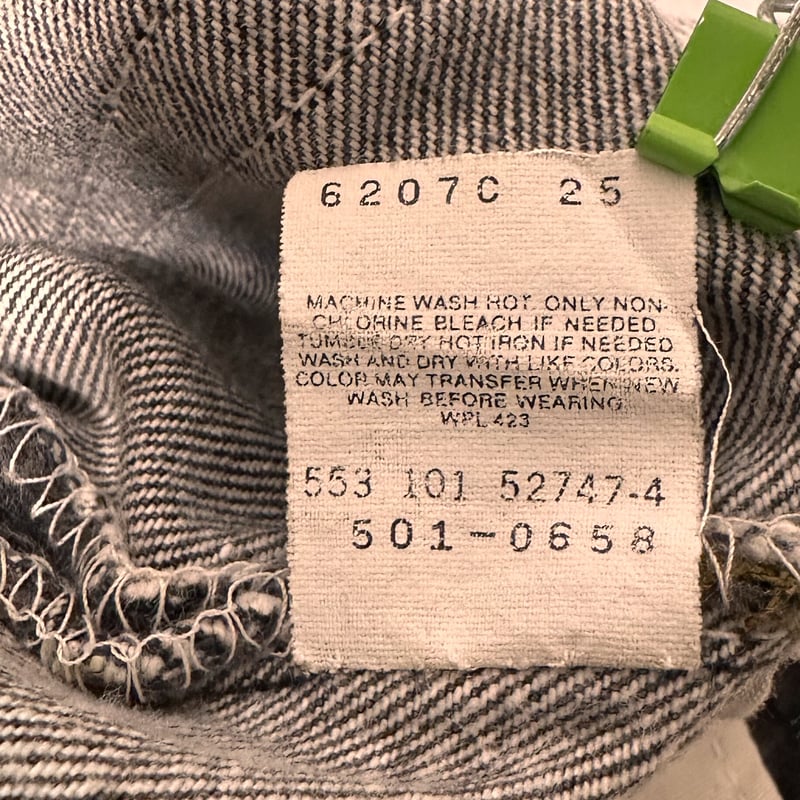 6207C 25
MACHINE WASH HOT. ONLY NON-
CHLORINE BLEACH IF NEEDED.
TUMBLE DRY. HOT IRON IF NEEDED
WASH AND DRY WITH LIKE COLORS.
COLOR MAY TRANSFER WHEN NEW
WASH BEFORE WEARING.
WPL 423
553 101 52747-4
501-0658